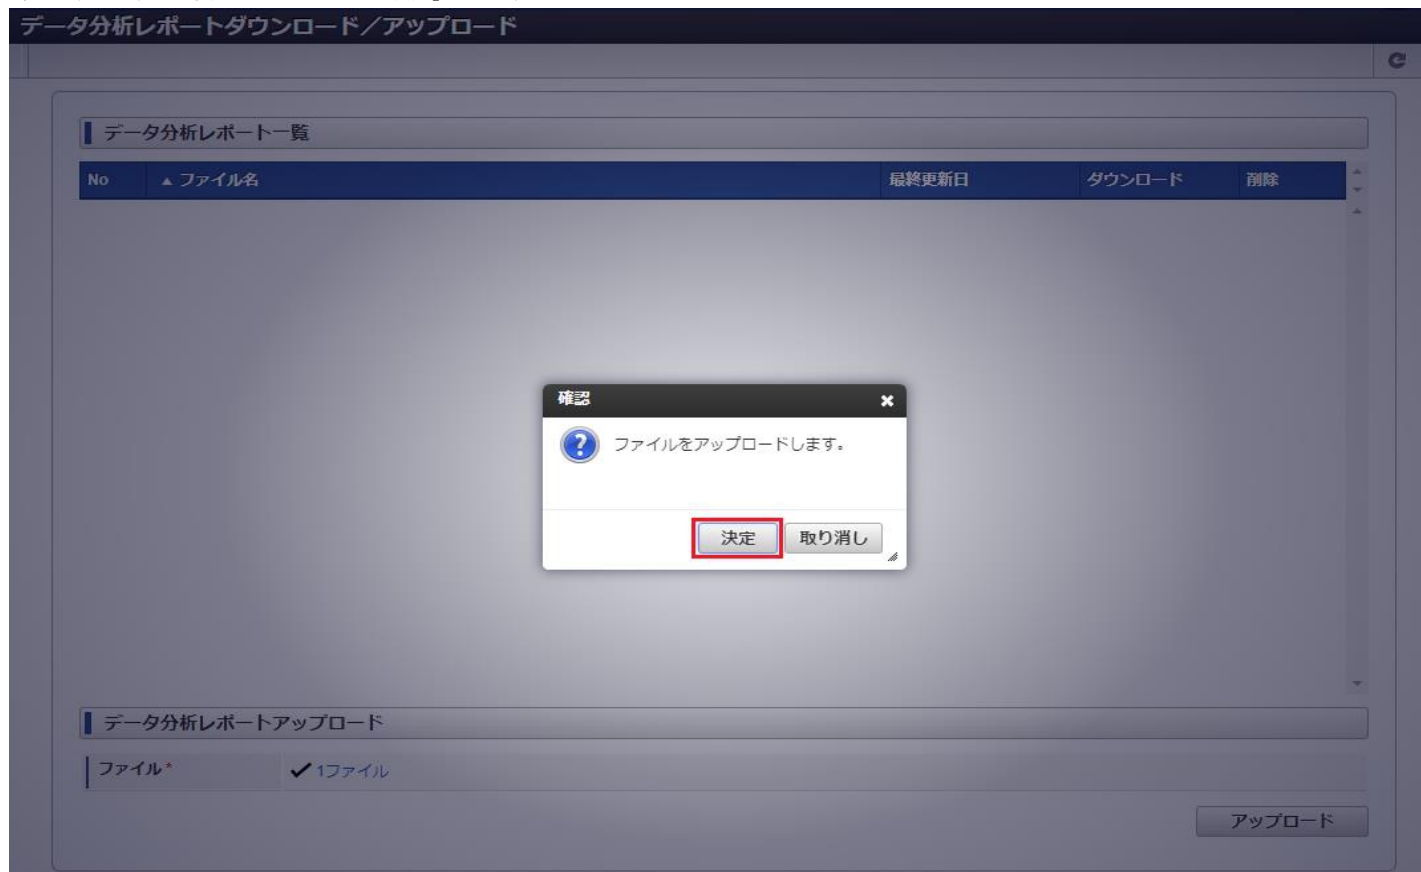 データ分析レポートダウンロード／アップロード
データ分析レポート一覧
No ▲ ファイル名 最終更新日 ダウンロード 削除
確認
ファイルをアップロードします。
決定 取り消し
データ分析レポートアップロード
ファイル* ✔ 1ファイル
アップロード